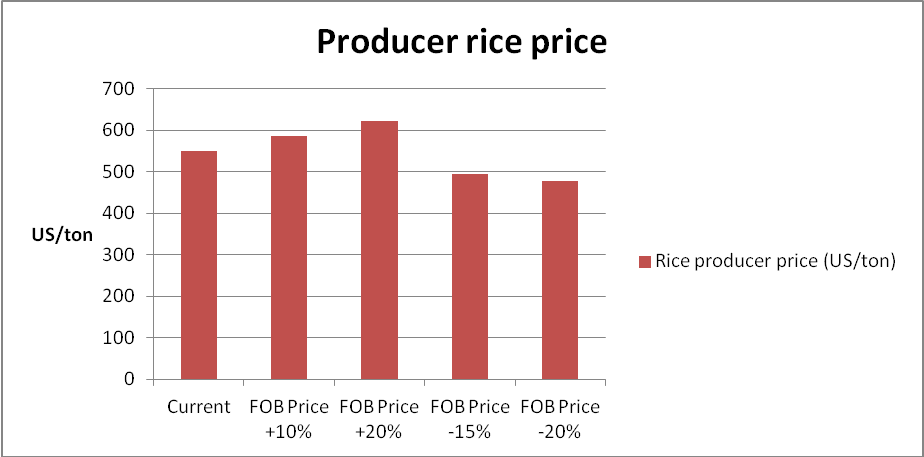 Producer rice price
700
600
500
400
300
200
100
0
US/ton
Current
FOB Price
+10%
FOB Price
+20%
FOB Price
-15%
FOB Price
-20%
Rice producer price (US/ton)